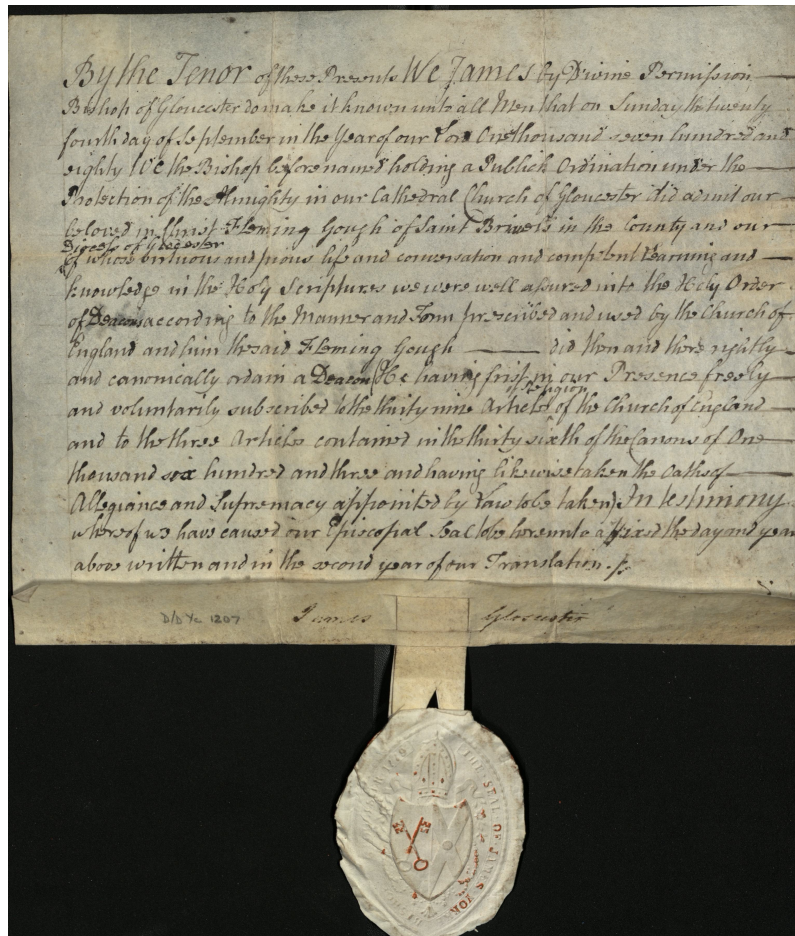 By the Tenor of these Presents We James by Divine Permission
Bishop of Gloucester do make it known unto all Men that on Sunday the twenty
fourth day of September in the Year of our Lord One thousand seven hundred and
eighty We the Bishop before named holding a Publick Ordination under the
Protection of the Almighty in our Cathedral Church of Gloucester did admit our
beloved in Christ Fleming Gough of Saint Briavels in the County and our
Diocess of Glocester
of whose virtuous and pious life and conversation and competent Learning and
knowledge in the Holy Scriptures we were well assured into the Holy Order
of Deacons according to the Manner and Form prescribed and used by the Church of
England and him the said Fleming Gough did then and there rightly
and canonically ordain a Deacon He having first in our Presence freely
of religion
and voluntarily subscribed to the thirty nine Articles of the Church of England
and to the three Articles contained in the thirty sixth of the Canons of One
thousand six hundred and three and having likewise taken the Oaths of
Allegiance and Supremacy appointed by Law to be taken In testimony
whereof we have caused our Episcopal Seal to be hereunto affixed the day and year
above written and in the second year of our Translation
D/D Yc 1207 James Glocester
THE SEAL OF